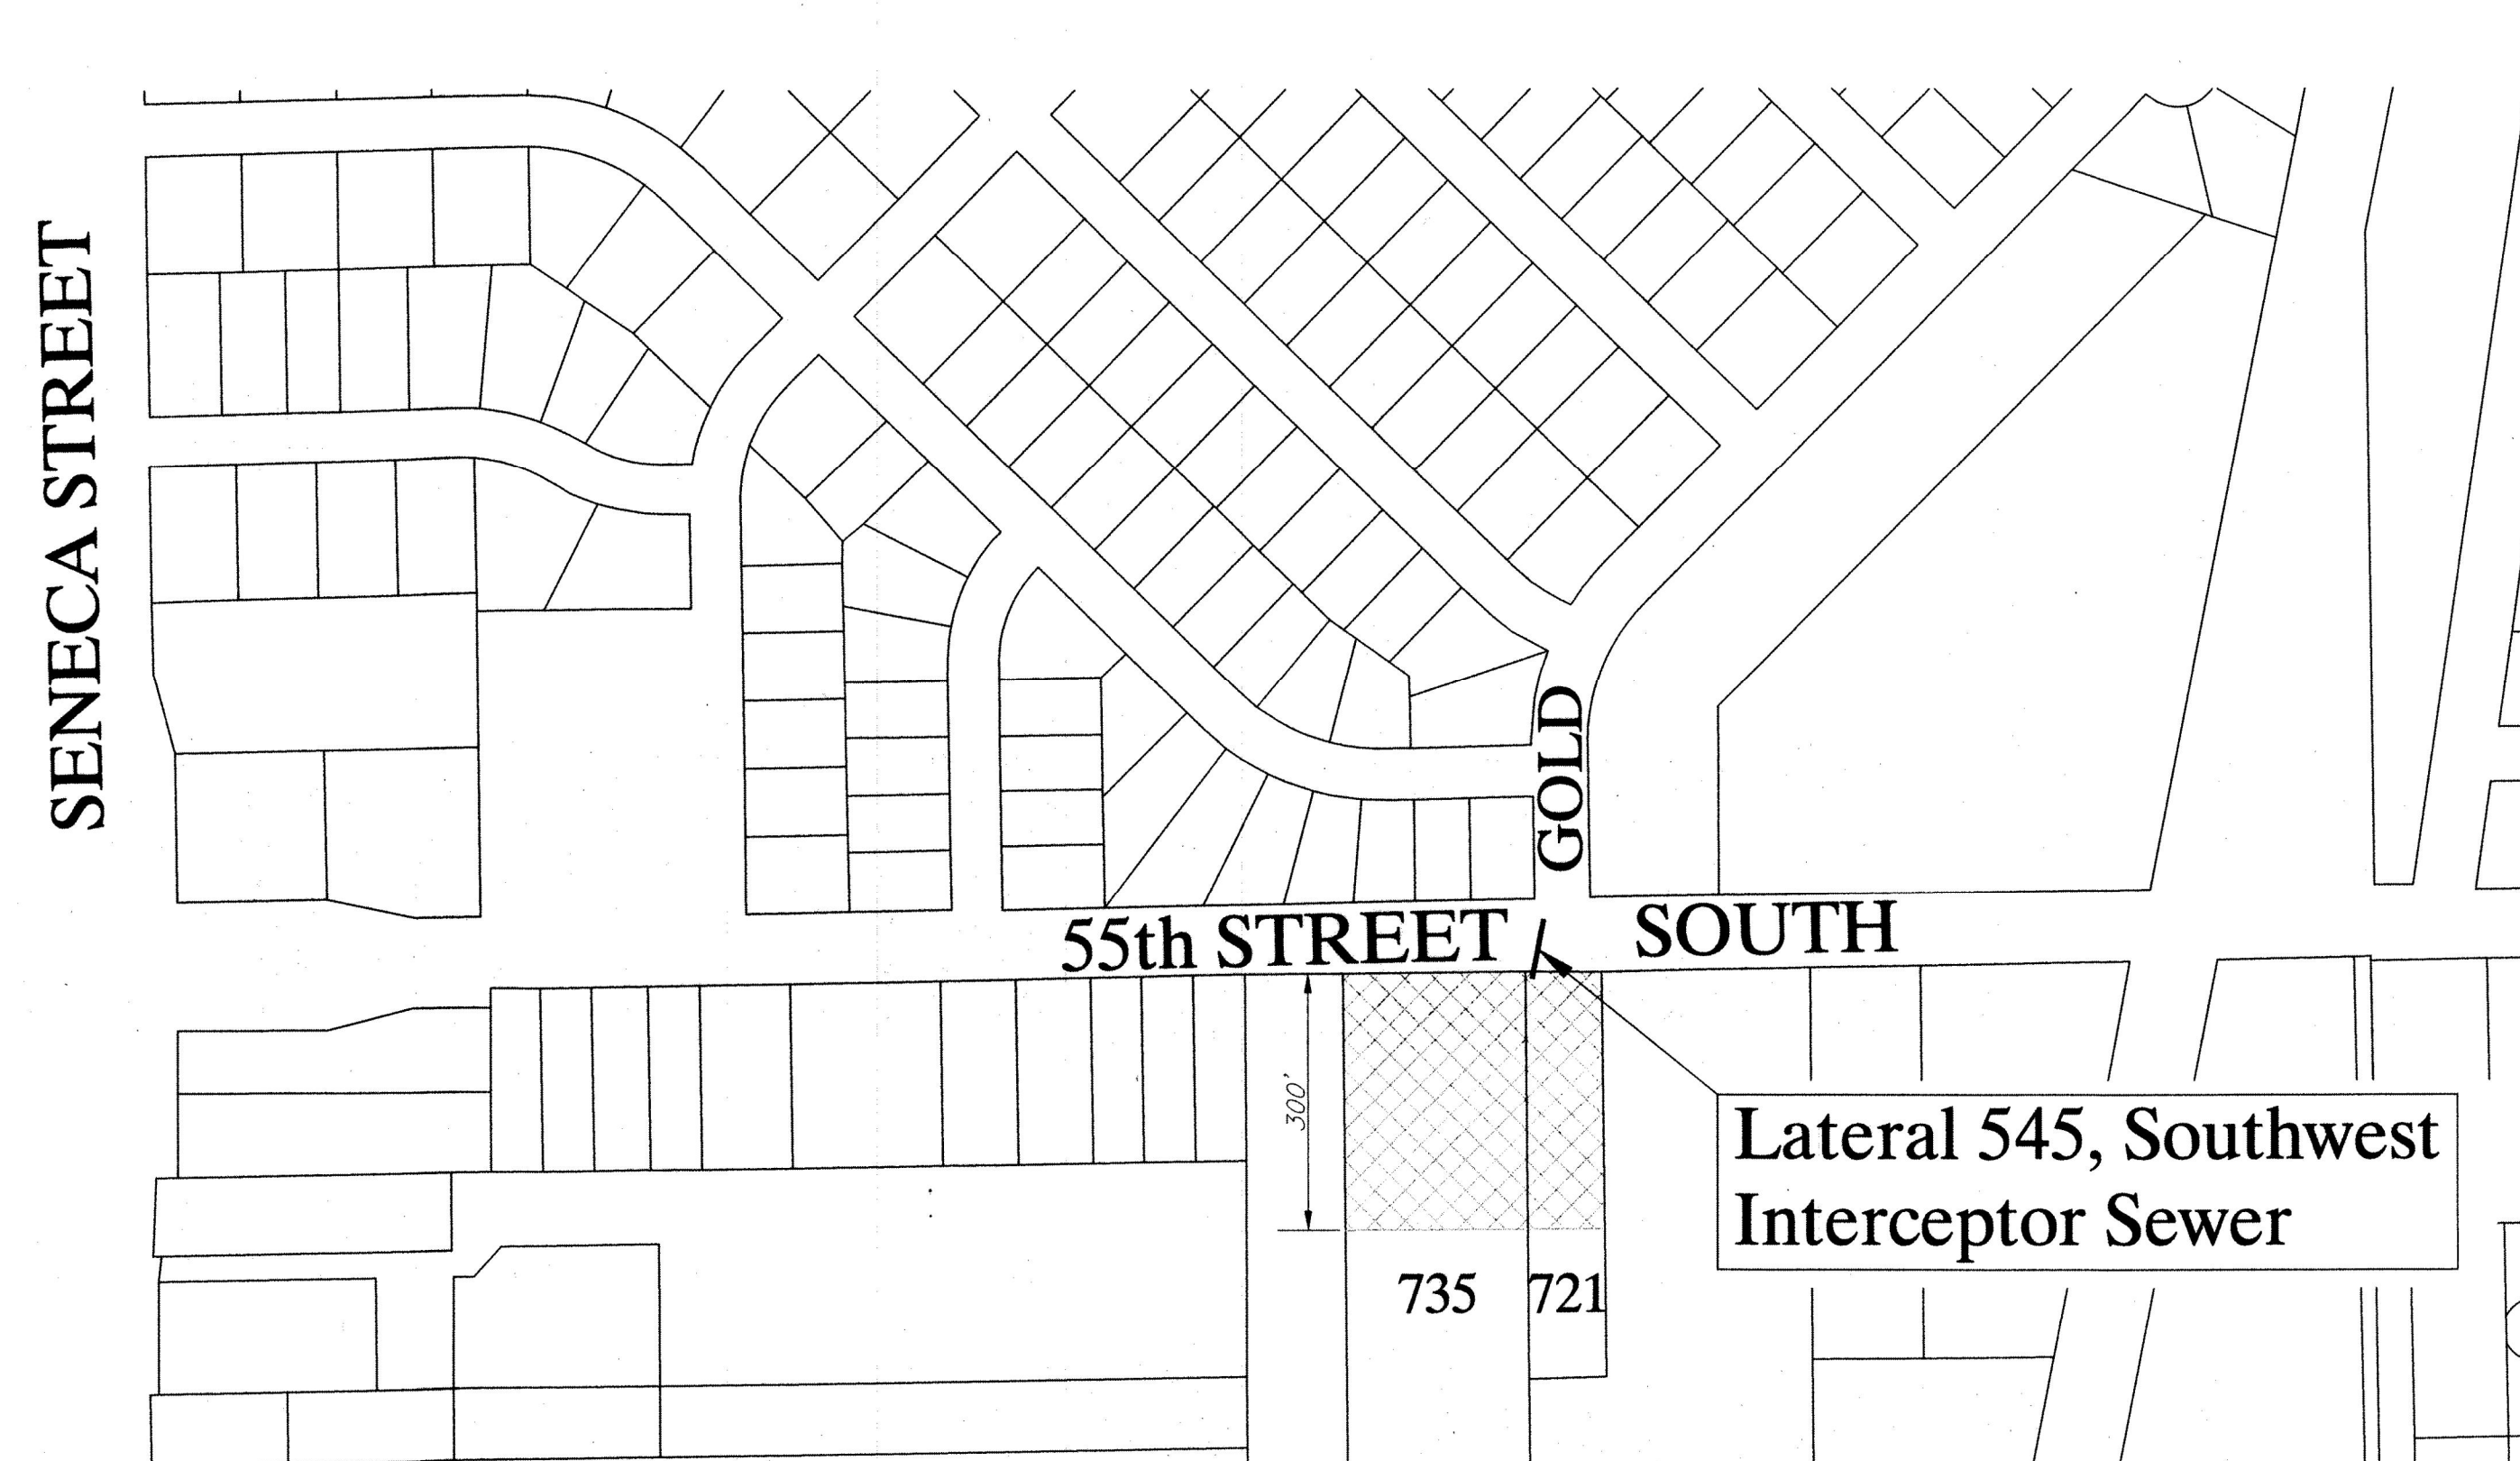 SENECA STREET
GOLD
55th STREET SOUTH
300'
Lateral 545, Southwest
Interceptor Sewer
735
721